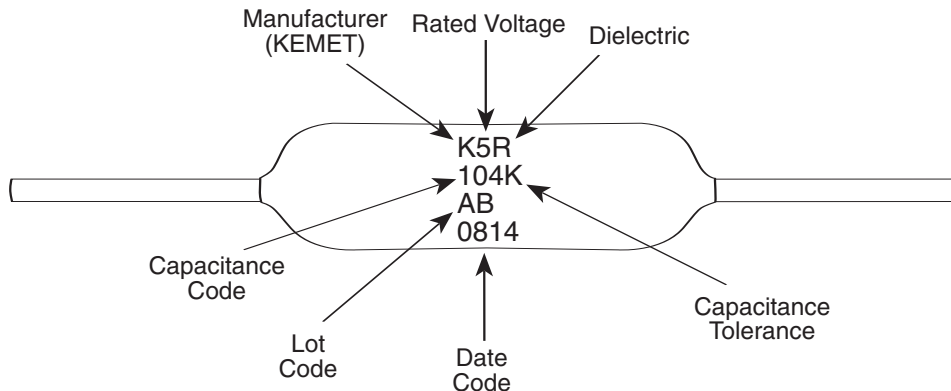 Manufacturer
(KEMET)
Rated Voltage
Dielectric
K5R
104K
AB
0814
Capacitance
Code
Lot
Code
Date
Code
Capacitance
Tolerance